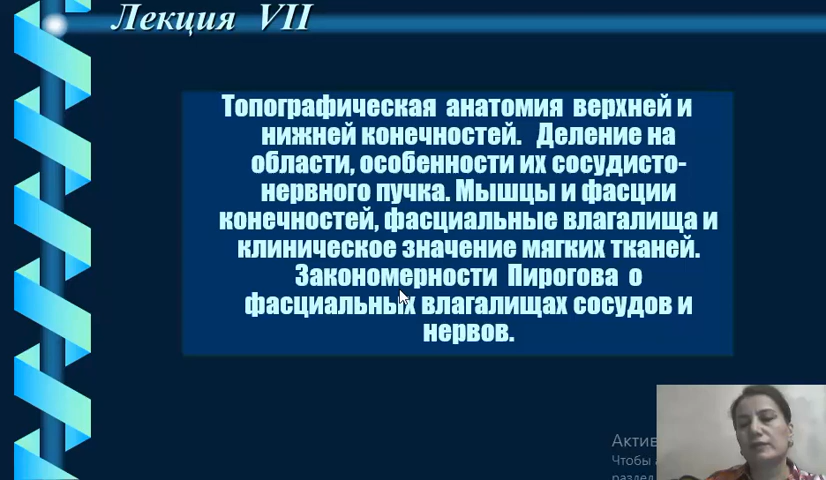 Лекция VII
Топографическая анатомия верхней и
нижней конечностей. Деление на
области, особенности их сосудисто-
нервного пучка. Мышцы и фасции
конечностей, фасциальные влагалища и
клиническое значение мягких тканей.
Закономерности Пирогова о
фасциальных влагалищах сосудов и
нервов.
Чтобы